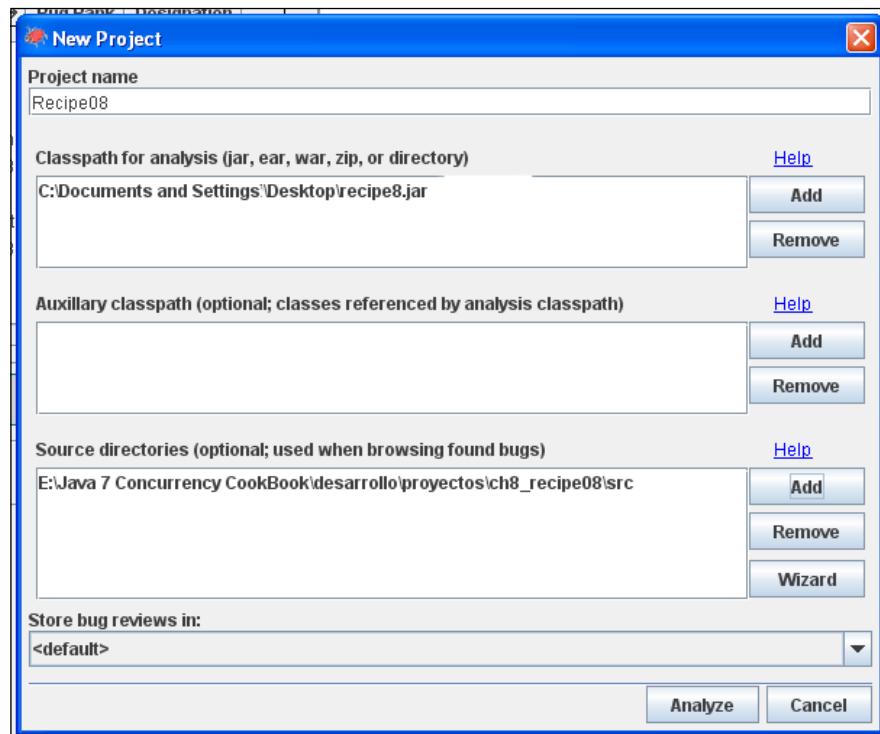 Bug Rank Designation
New Project
Project name
Recipe08
Classpath for analysis (jar, ear, war, zip, or directory)
Help
C:\Documents and Settings\Desktop\recipe8.jar
Add
Remove
Auxillary classpath (optional; classes referenced by analysis classpath)
Help
Add
Remove
Source directories (optional; used when browsing found bugs)
Help
E:\Java 7 Concurrency CookBook\desarrollo\proyectos\ch8_recipe08\src
Add
Remove
Wizard
Store bug reviews in:
<default>
Analyze
Cancel